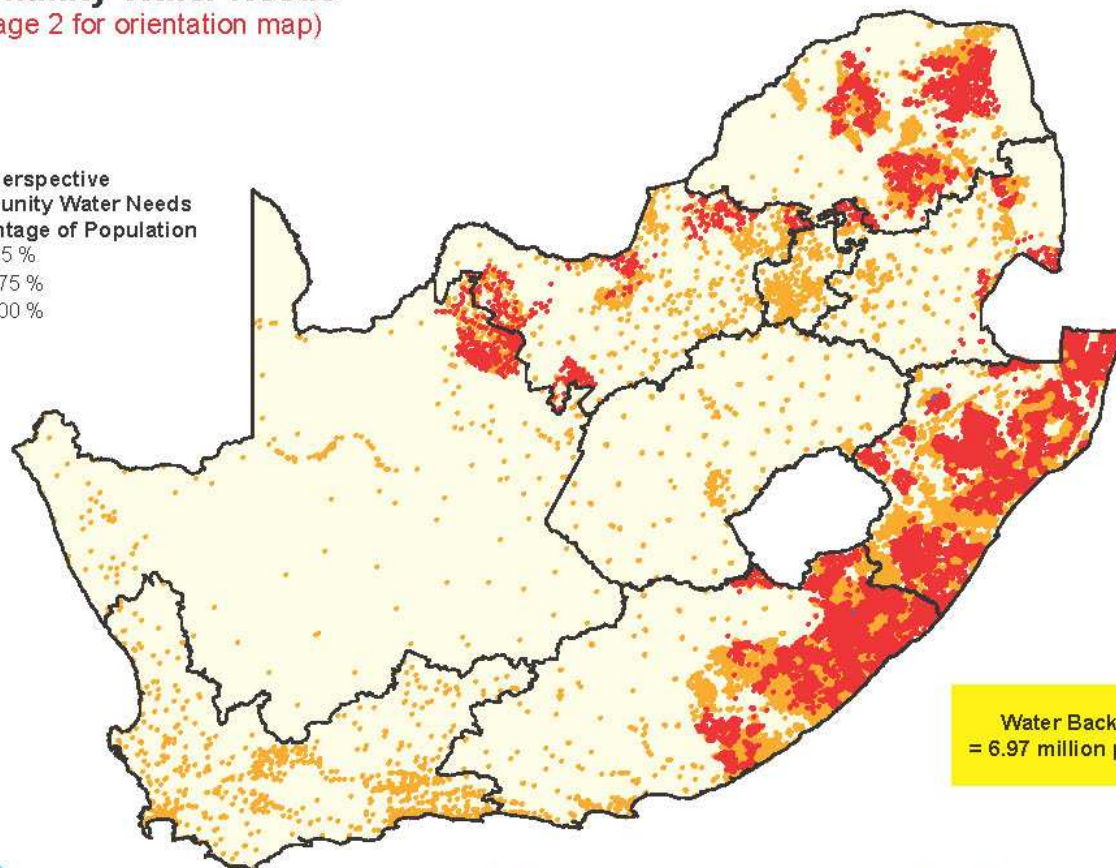 age 2 for orientation map)
erspective
unity Water Needs
ntage of Population
5 %
75 %
00 %
Water Back
= 6.97 million p